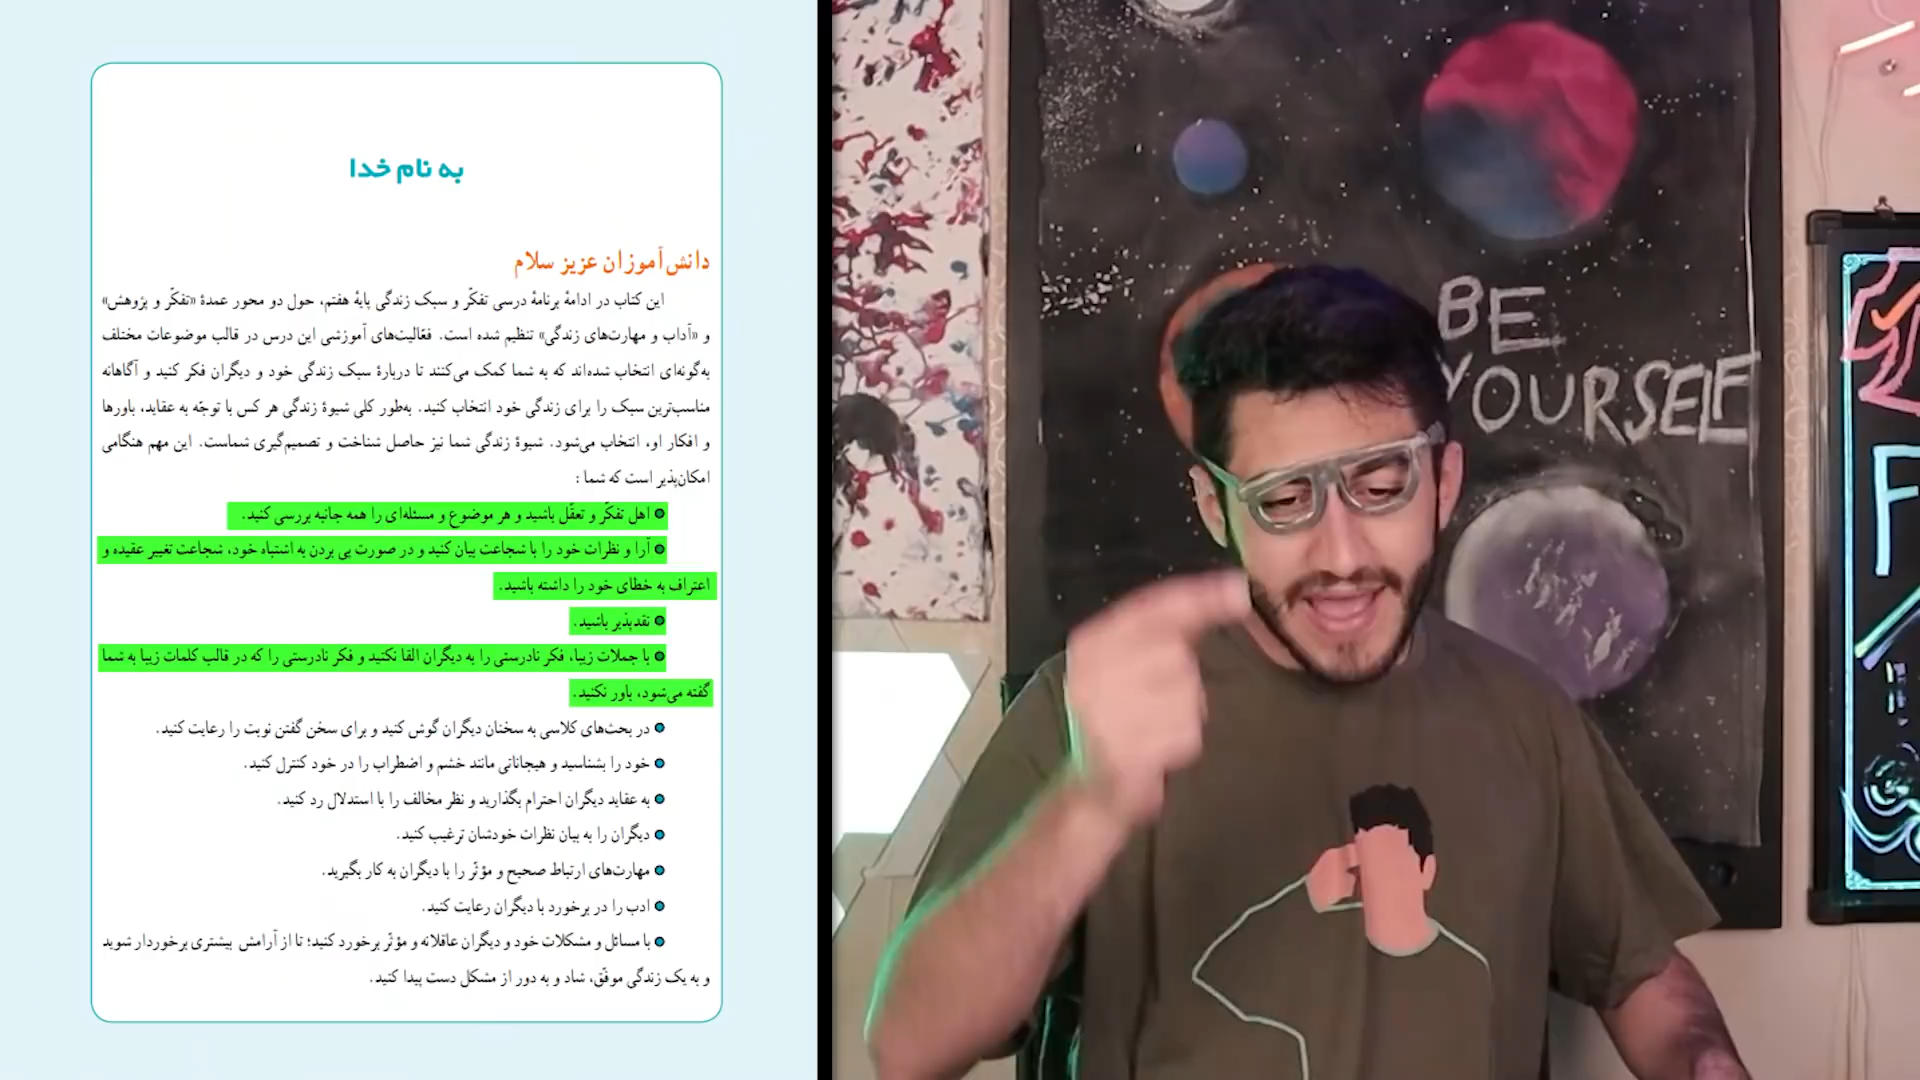 به نام خدا
دانش‌آموزان عزیز سلام
این کتاب در ادامهٔ برنامهٔ درسی تفکّر و سبک زندگی پایهٔ هفتم، حول دو محور عمدهٔ «تفکّر و پژوهش»
و «آداب و مهارت‌های زندگی» تنظیم شده است. فعّالیت‌های آموزشی این درس در قالب موضوعات مختلف
به‌گونه‌ای انتخاب شده‌اند که به شما کمک می‌کنند تا دربارهٔ سبک زندگی خود و دیگران فکر کنید و آگاهانه
مناسب‌ترین سبک را برای زندگی خود انتخاب کنید. به‌طور کلی شیوهٔ زندگی هر کس با توجّه به عقاید، باورها
و افکار او، انتخاب می‌شود. شیوهٔ زندگی شما نیز حاصل شناخت و تصمیم‌گیری شماست. این مهم هنگامی
امکان‌پذیر است که شما :
اهل تفکّر و تعقّل باشید و هر موضوع و مسئله‌ای را همه جانبه بررسی کنید.
آرا و نظرات خود را با شجاعت بیان کنید و در صورت پی بردن به اشتباه خود، شجاعت تغییر عقیده و
اعتراف به خطای خود را داشته باشید.
نقدپذیر باشید.
با جملات زیبا، فکر نادرستی را به دیگران القا نکنید و فکر نادرستی را که در قالب کلمات زیبا به شما
گفته می‌شود، باور نکنید.
در بحث‌های کلاسی به سخنان دیگران گوش کنید و برای سخن گفتن نوبت را رعایت کنید.
خود را بشناسید و هیجاناتی مانند خشم و اضطراب را در خود کنترل کنید.
به عقاید دیگران احترام بگذارید و نظر مخالف را با استدلال رد کنید.
دیگران را به بیان نظرات خودشان ترغیب کنید.
مهارت‌های ارتباط صحیح و مؤثّر را با دیگران به کار بگیرید.
ادب را در برخورد با دیگران رعایت کنید.
با مسائل و مشکلات خود و دیگران عاقلانه و مؤثّر برخورد کنید؛ تا از آرامش بیشتری برخوردار شوید
و به یک زندگی موفّق، شاد و به دور از مشکل دست پیدا کنید.
BE
YOURSELF
F